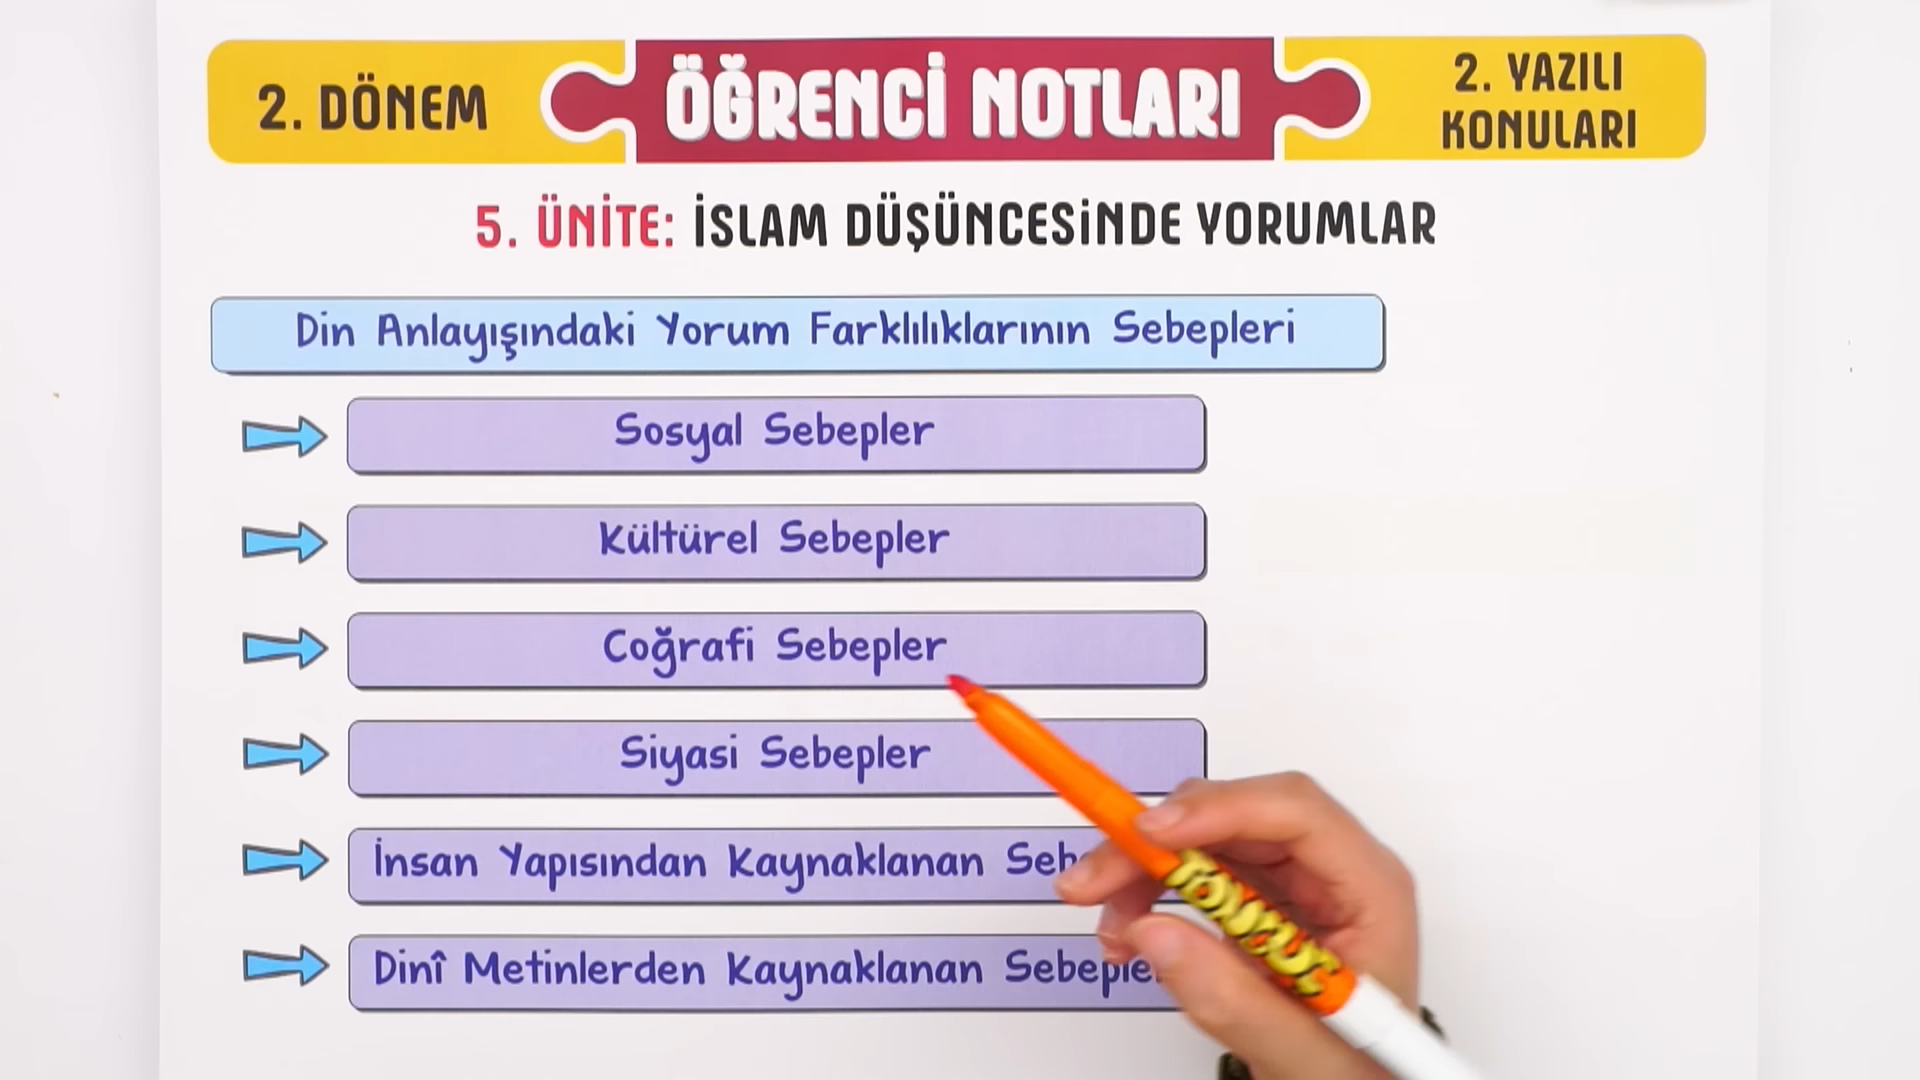 2. DÖNEM
ÖĞRENCİ NOTLARI
2. YAZILI
KONULARI
5. ÜNİTE: İSLAM DÜŞÜNCESİNDE YORUMLAR
Din Anlayışındaki Yorum Farklılıklarının Sebepleri
Sosyal Sebepler
Kültürel Sebepler
Coğrafi Sebepler
Siyasi Sebepler
İnsan Yapısından Kaynaklanan
Dinî Metinlerden Kaynaklanan